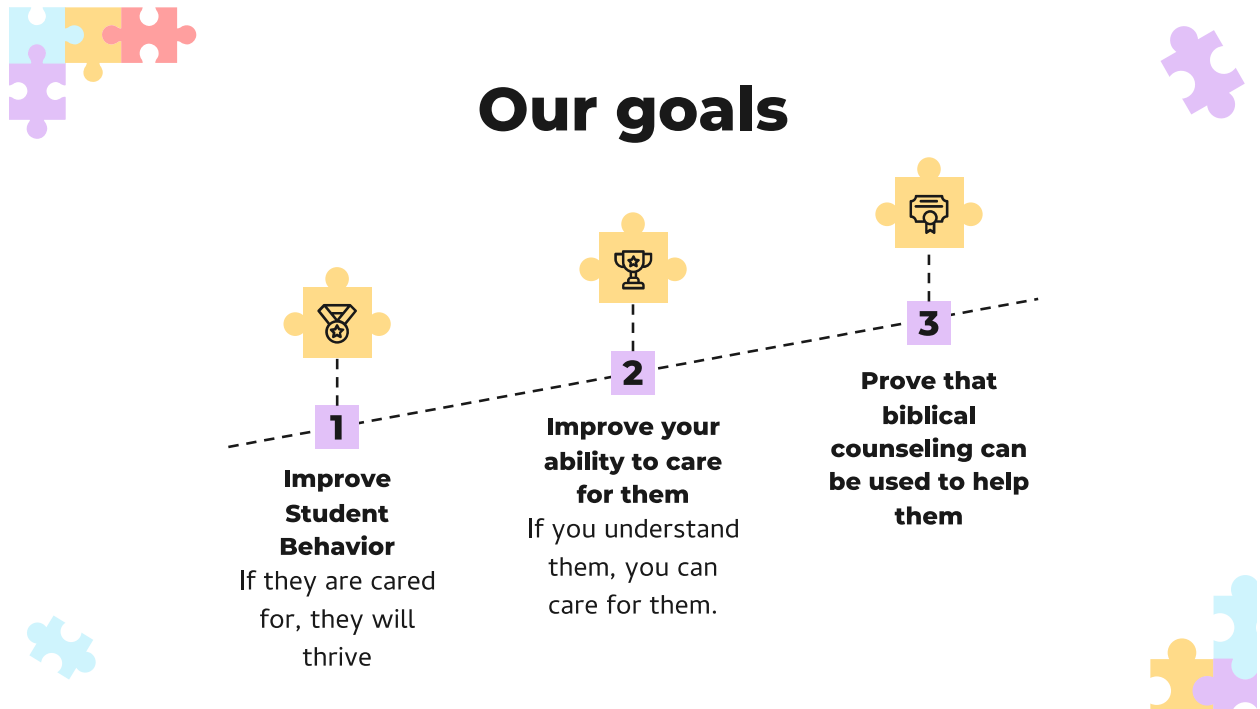 Our goals
1
Improve
Student
Behavior
If they are cared
for, they will
thrive
2
Improve your
ability to care
for them
If you understand
them, you can
care for them.
3
Prove that
biblical
counseling can
be used to help
them